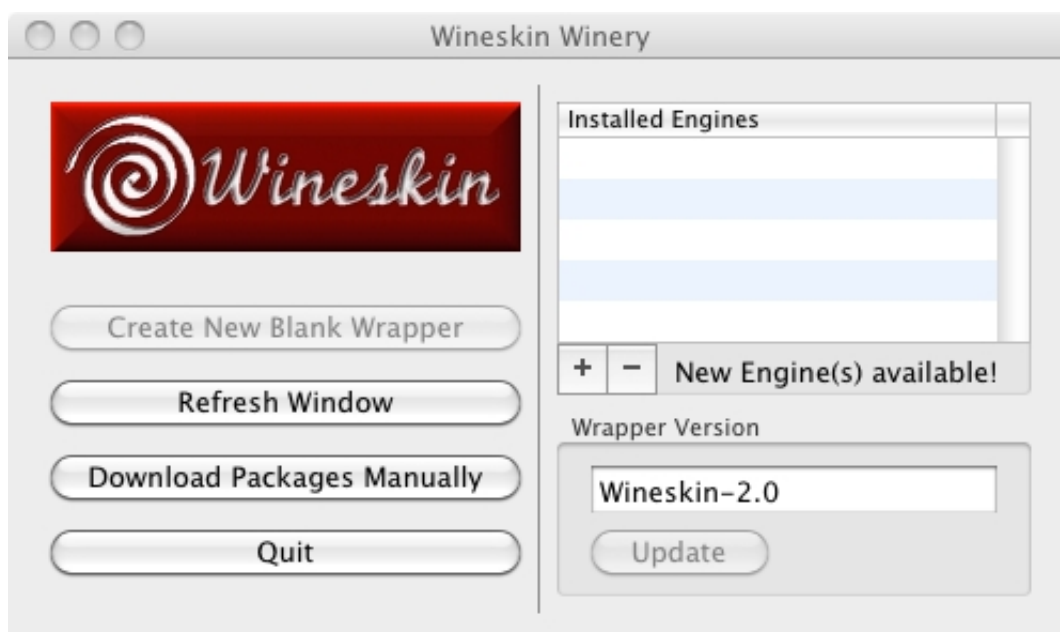 Wineskin Winery
Wineskin
Create New Blank Wrapper
Refresh Window
Download Packages Manually
Quit
Installed Engines
+ − New Engine(s) available!
Wrapper Version
Wineskin-2.0
Update